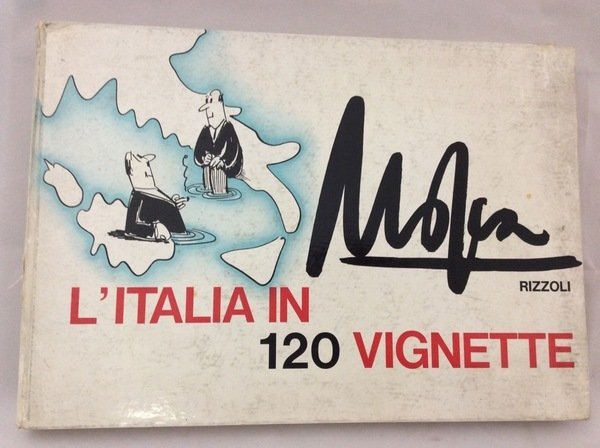 Mosca
RIZZOLI
L'ITALIA IN
120 VIGNETTE